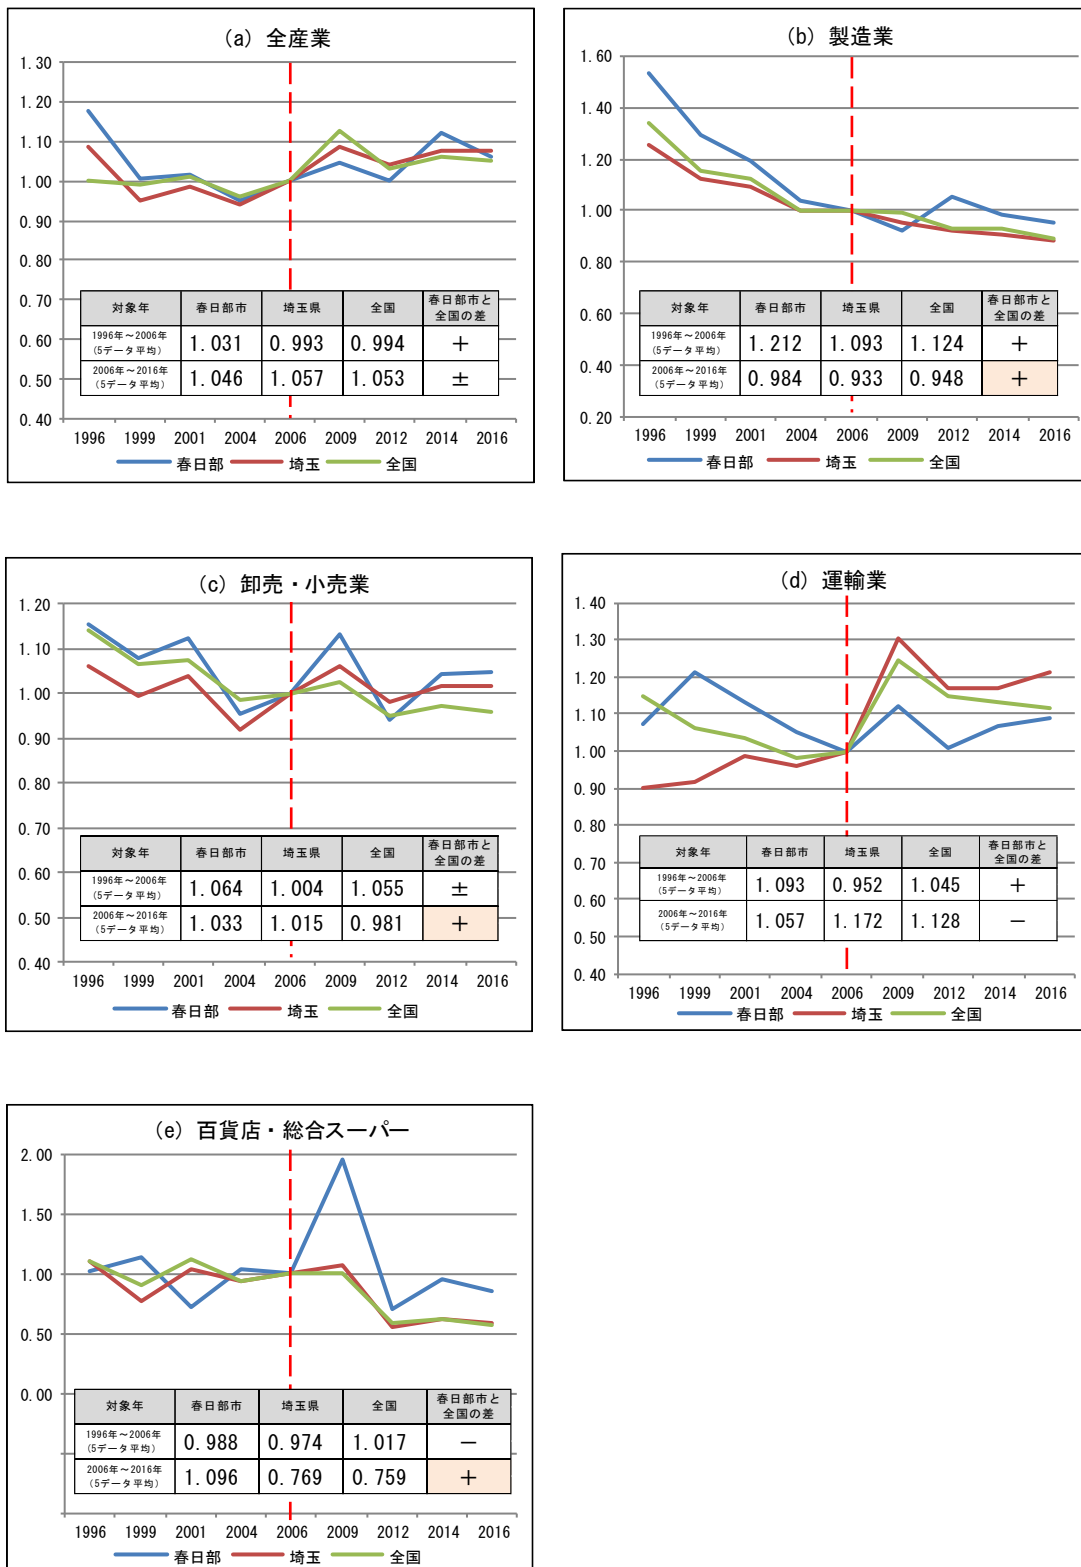 (a) 全産業
1.30
1.20
1.10
1.00
0.90
0.80
0.70
0.60
0.50
0.40
対象年 春日部市 埼玉県 全国 春日部市と全国の差
1996年～2006年(5データ平均) 1.031 0.993 0.994 ＋
2006年～2016年(5データ平均) 1.046 1.057 1.053 ±
1996 1999 2001 2004 2006 2009 2012 2014 2016
春日部 埼玉 全国
(b) 製造業
1.60
1.40
1.20
1.00
0.80
0.60
0.40
0.20
対象年 春日部市 埼玉県 全国 春日部市と全国の差
1996年～2006年(5データ平均) 1.212 1.093 1.124 ＋
2006年～2016年(5データ平均) 0.984 0.933 0.948 ＋
1996 1999 2001 2004 2006 2009 2012 2014 2016
春日部 埼玉 全国
(c) 卸売・小売業
1.20
1.10
1.00
0.90
0.80
0.70
0.60
0.50
0.40
対象年 春日部市 埼玉県 全国 春日部市と全国の差
1996年～2006年(5データ平均) 1.064 1.004 1.055 ±
2006年～2016年(5データ平均) 1.033 1.015 0.981 ＋
1996 1999 2001 2004 2006 2009 2012 2014 2016
春日部 埼玉 全国
(d) 運輸業
1.40
1.30
1.20
1.10
1.00
0.90
0.80
0.70
0.60
0.50
0.40
対象年 春日部市 埼玉県 全国 春日部市と全国の差
1996年～2006年(5データ平均) 1.093 0.952 1.045 ＋
2006年～2016年(5データ平均) 1.057 1.172 1.128 －
1996 1999 2001 2004 2006 2009 2012 2014 2016
春日部 埼玉 全国
(e) 百貨店・総合スーパー
2.00
1.50
1.00
0.50
0.00
対象年 春日部市 埼玉県 全国 春日部市と全国の差
1996年～2006年(5データ平均) 0.988 0.974 1.017 －
2006年～2016年(5データ平均) 1.096 0.769 0.759 ＋
1996 1999 2001 2004 2006 2009 2012 2014 2016
春日部 埼玉 全国